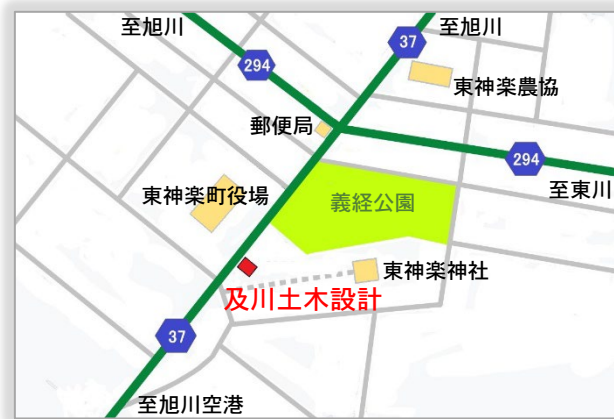 至旭川
37
至旭川
294
東神楽農協
郵便局
294
至東川
東神楽町役場
義経公園
東神楽神社
及川土木設計
37
至旭川空港